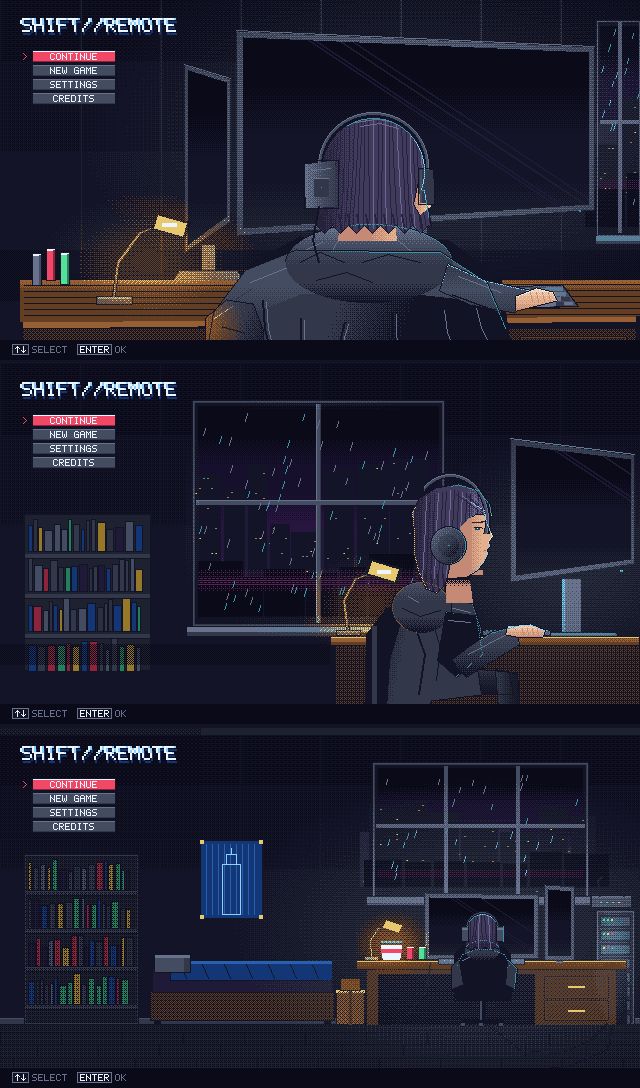 SHIFT//REMOTE
> CONTINUE
NEW GAME
SETTINGS
CREDITS
↑↓ SELECT ENTER OK
SHIFT//REMOTE
> CONTINUE
NEW GAME
SETTINGS
CREDITS
↑↓ SELECT ENTER OK
SHIFT//REMOTE
> CONTINUE
NEW GAME
SETTINGS
CREDITS
↑↓ SELECT ENTER OK